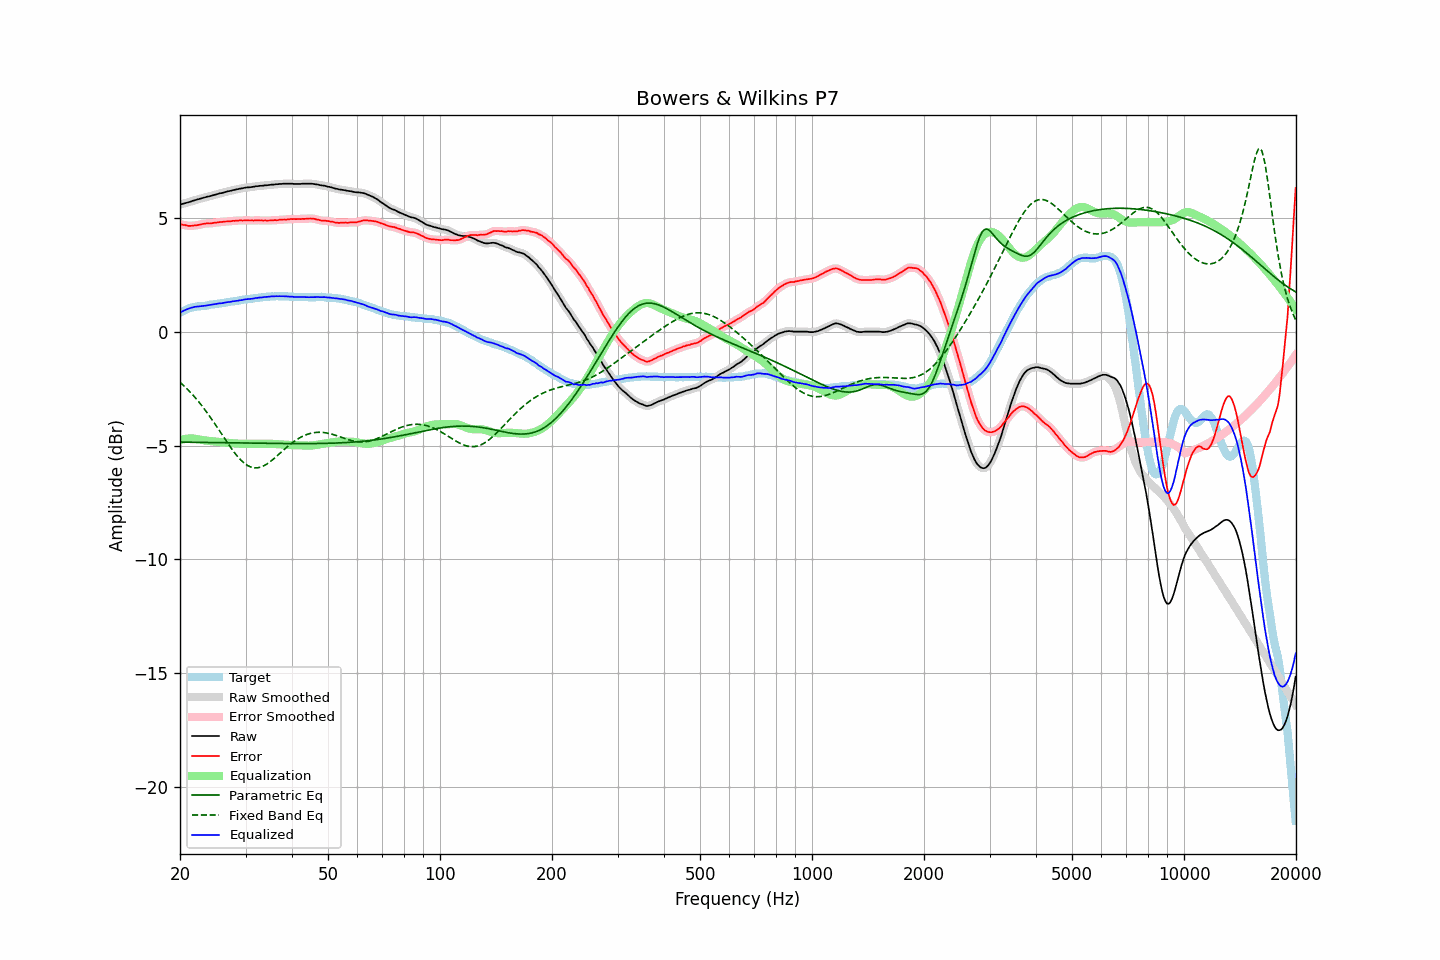 Bowers & Wilkins P7
Amplitude (dBr)
5
0
−5
−10
−15
−20
Target
Raw Smoothed
Error Smoothed
Raw
Error
Equalization
Parametric Eq
Fixed Band Eq
Equalized
20 50 100 200 500 1000 2000 5000 10000 20000
Frequency (Hz)